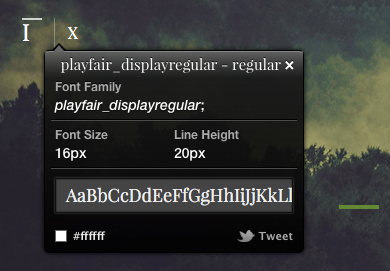 I x
playfair_displayregular - regular ×
Font Family
playfair_displayregular;
Font Size Line Height
16px 20px
AaBbCcDdEeFfGgHhIiJjKkLl
#ffffff Tweet